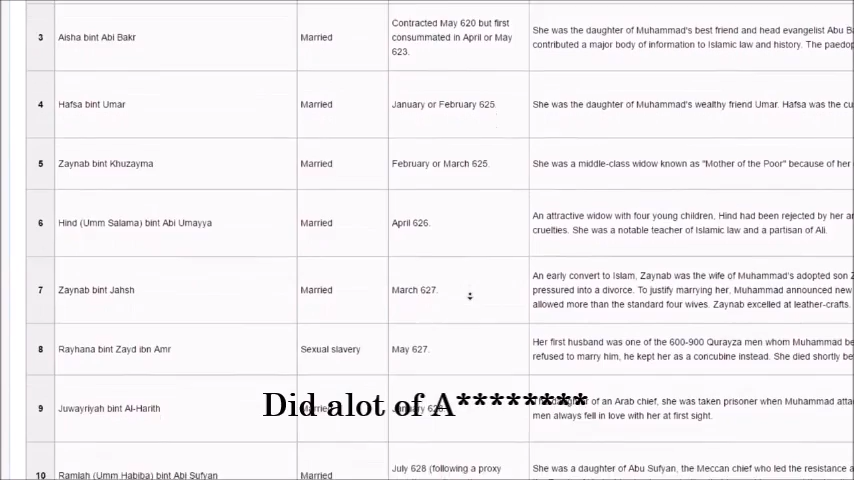 3 Aisha bint Abi Bakr Married Contracted May 620 but first consummated in April or May 623. She was the daughter of Muhammad's best friend and head evangelist Abu
contributed a major body of information to Islamic law and history. The
4 Hafsa bint Umar Married January or February 625. She was the daughter of Muhammad's wealthy friend Umar. Hafsa was the
5 Zaynab bint Khuzayma Married February or March 625. She was a middle-class widow known as "Mother of the Poor" because of her
6 Hind (Umm Salama) bint Abi Umayya Married April 626. An attractive widow with four young children, Hind had been rejected by her
cruelties. She was a notable teacher of Islamic law and a partisan of Ali.
7 Zaynab bint Jahsh Married March 627. An early convert to Islam, Zaynab was the wife of Muhammad's adopted son
pressured into a divorce. To justify marrying her, Muhammad announced new
allowed more than the standard four wives. Zaynab excelled at leather-crafts.
8 Rayhana bint Zayd ibn Amr Sexual slavery May 627. Her first husband was one of the 600-900 Qurayza men whom Muhammad
refused to marry him, he kept her as a concubine instead. She died shortly
9 Juwayriyah bint Al-Harith of an Arab chief, she was taken prisoner when Muhammad
men always fell in love with her at first sight.
Did alot of A********
10 Ramlah (Umm Habiba) bint Abi Sufyan Married July 628 (following a proxy She was a daughter of Abu Sufyan, the Meccan chief who led the resistance